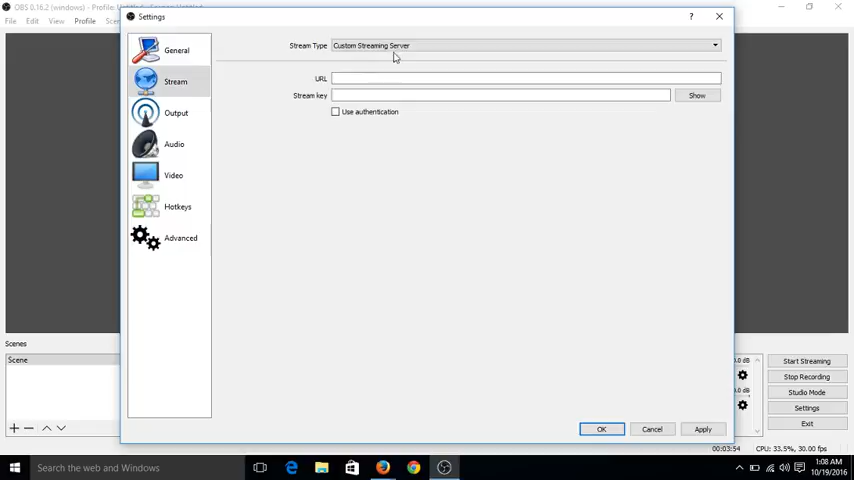 OBS 0.16.2 (windows) - Profile: Untitled - Scenes: Untitled
Settings
?
File Edit View Profile
General
Stream
Output
Audio
Video
Hotkeys
Advanced
Stream Type Custom Streaming Server
URL
Stream key Show
Use authentication
Scenes
Scene
OK Cancel Apply
Start Streaming
Stop Recording
Studio Mode
Settings
Exit
00:03:54 CPU: 33.5%, 30.00 fps
Search the web and Windows
1:08 AM
10/19/2016